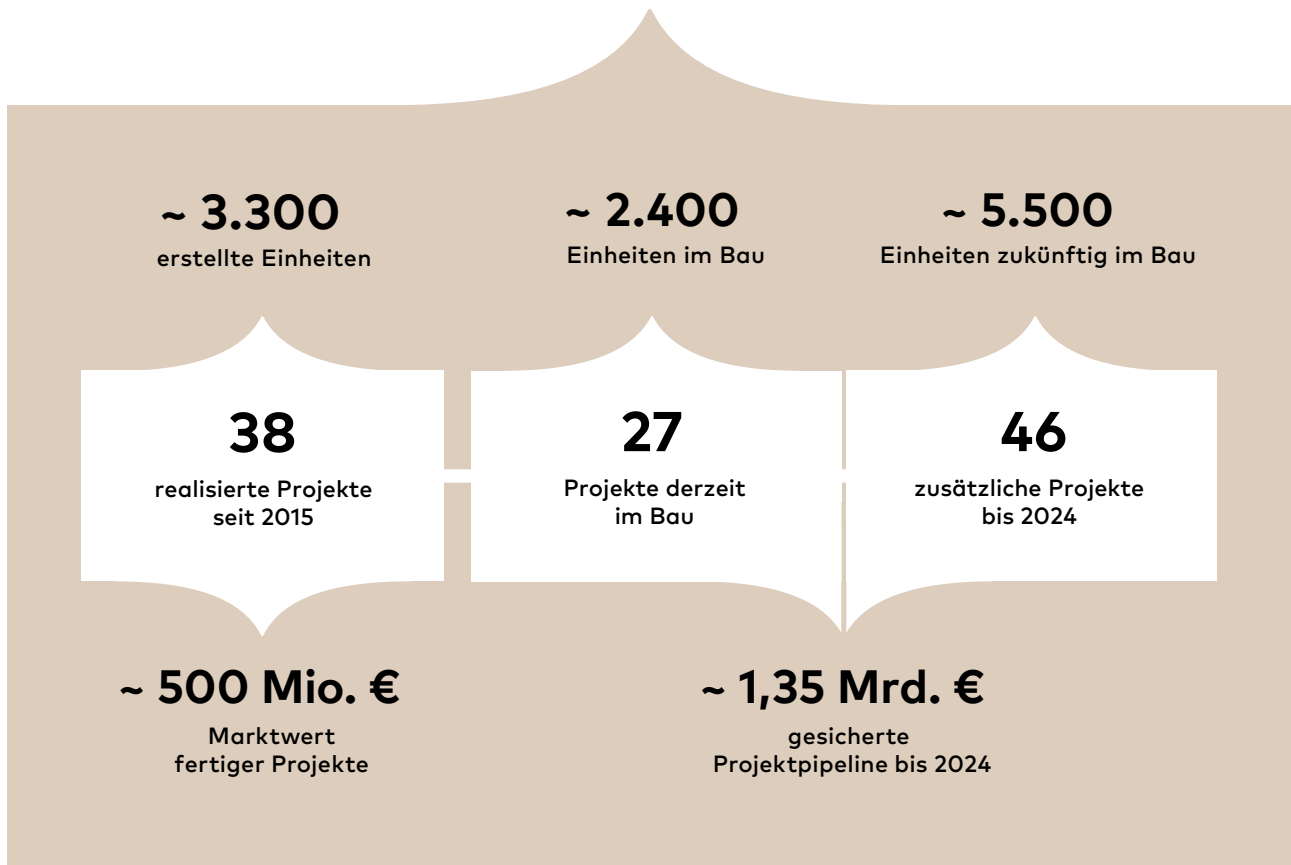 ~ 3.300
erstellte Einheiten
~ 2.400
Einheiten im Bau
~ 5.500
Einheiten zukünftig im Bau
38
realisierte Projekte
seit 2015
27
Projekte derzeit
im Bau
46
zusätzliche Projekte
bis 2024
~ 500 Mio. €
Marktwert
fertiger Projekte
~ 1,35 Mrd. €
gesicherte
Projektpipeline bis 2024